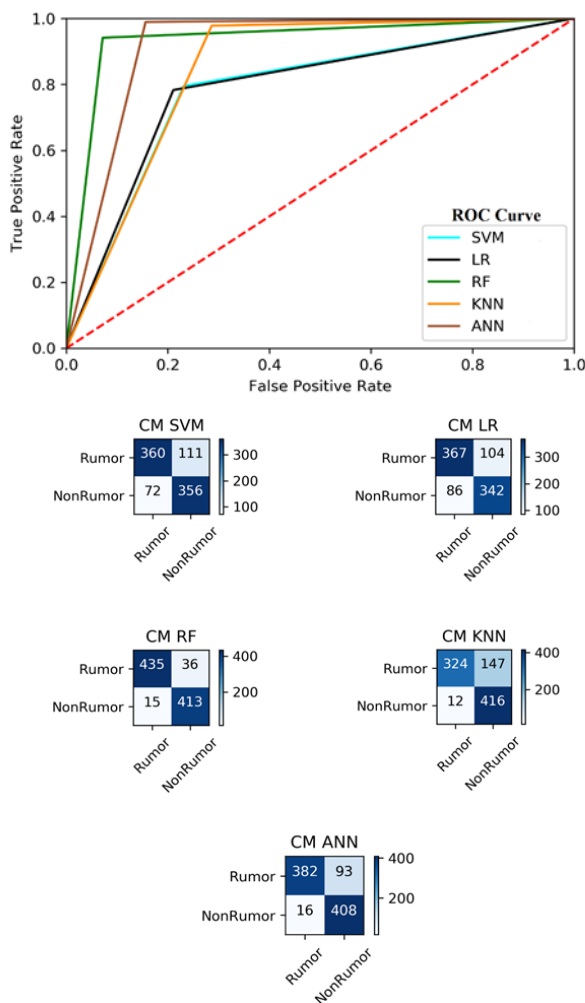 1.0
0.8
0.6
0.4
0.2
0.0
True Positive Rate
ROC Curve
SVM
LR
RF
KNN
ANN
0.0 0.2 0.4 0.6 0.8 1.0
False Positive Rate
CM SVM
Rumor 360 111
NonRumor 72 356
Rumor NonRumor
300
200
100
CM LR
Rumor 367 104
NonRumor 86 342
Rumor NonRumor
300
200
100
CM RF
Rumor 435 36
NonRumor 15 413
Rumor NonRumor
400
200
CM KNN
Rumor 324 147
NonRumor 12 416
Rumor NonRumor
400
200
CM ANN
Rumor 382 93
NonRumor 16 408
Rumor NonRumor
400
200